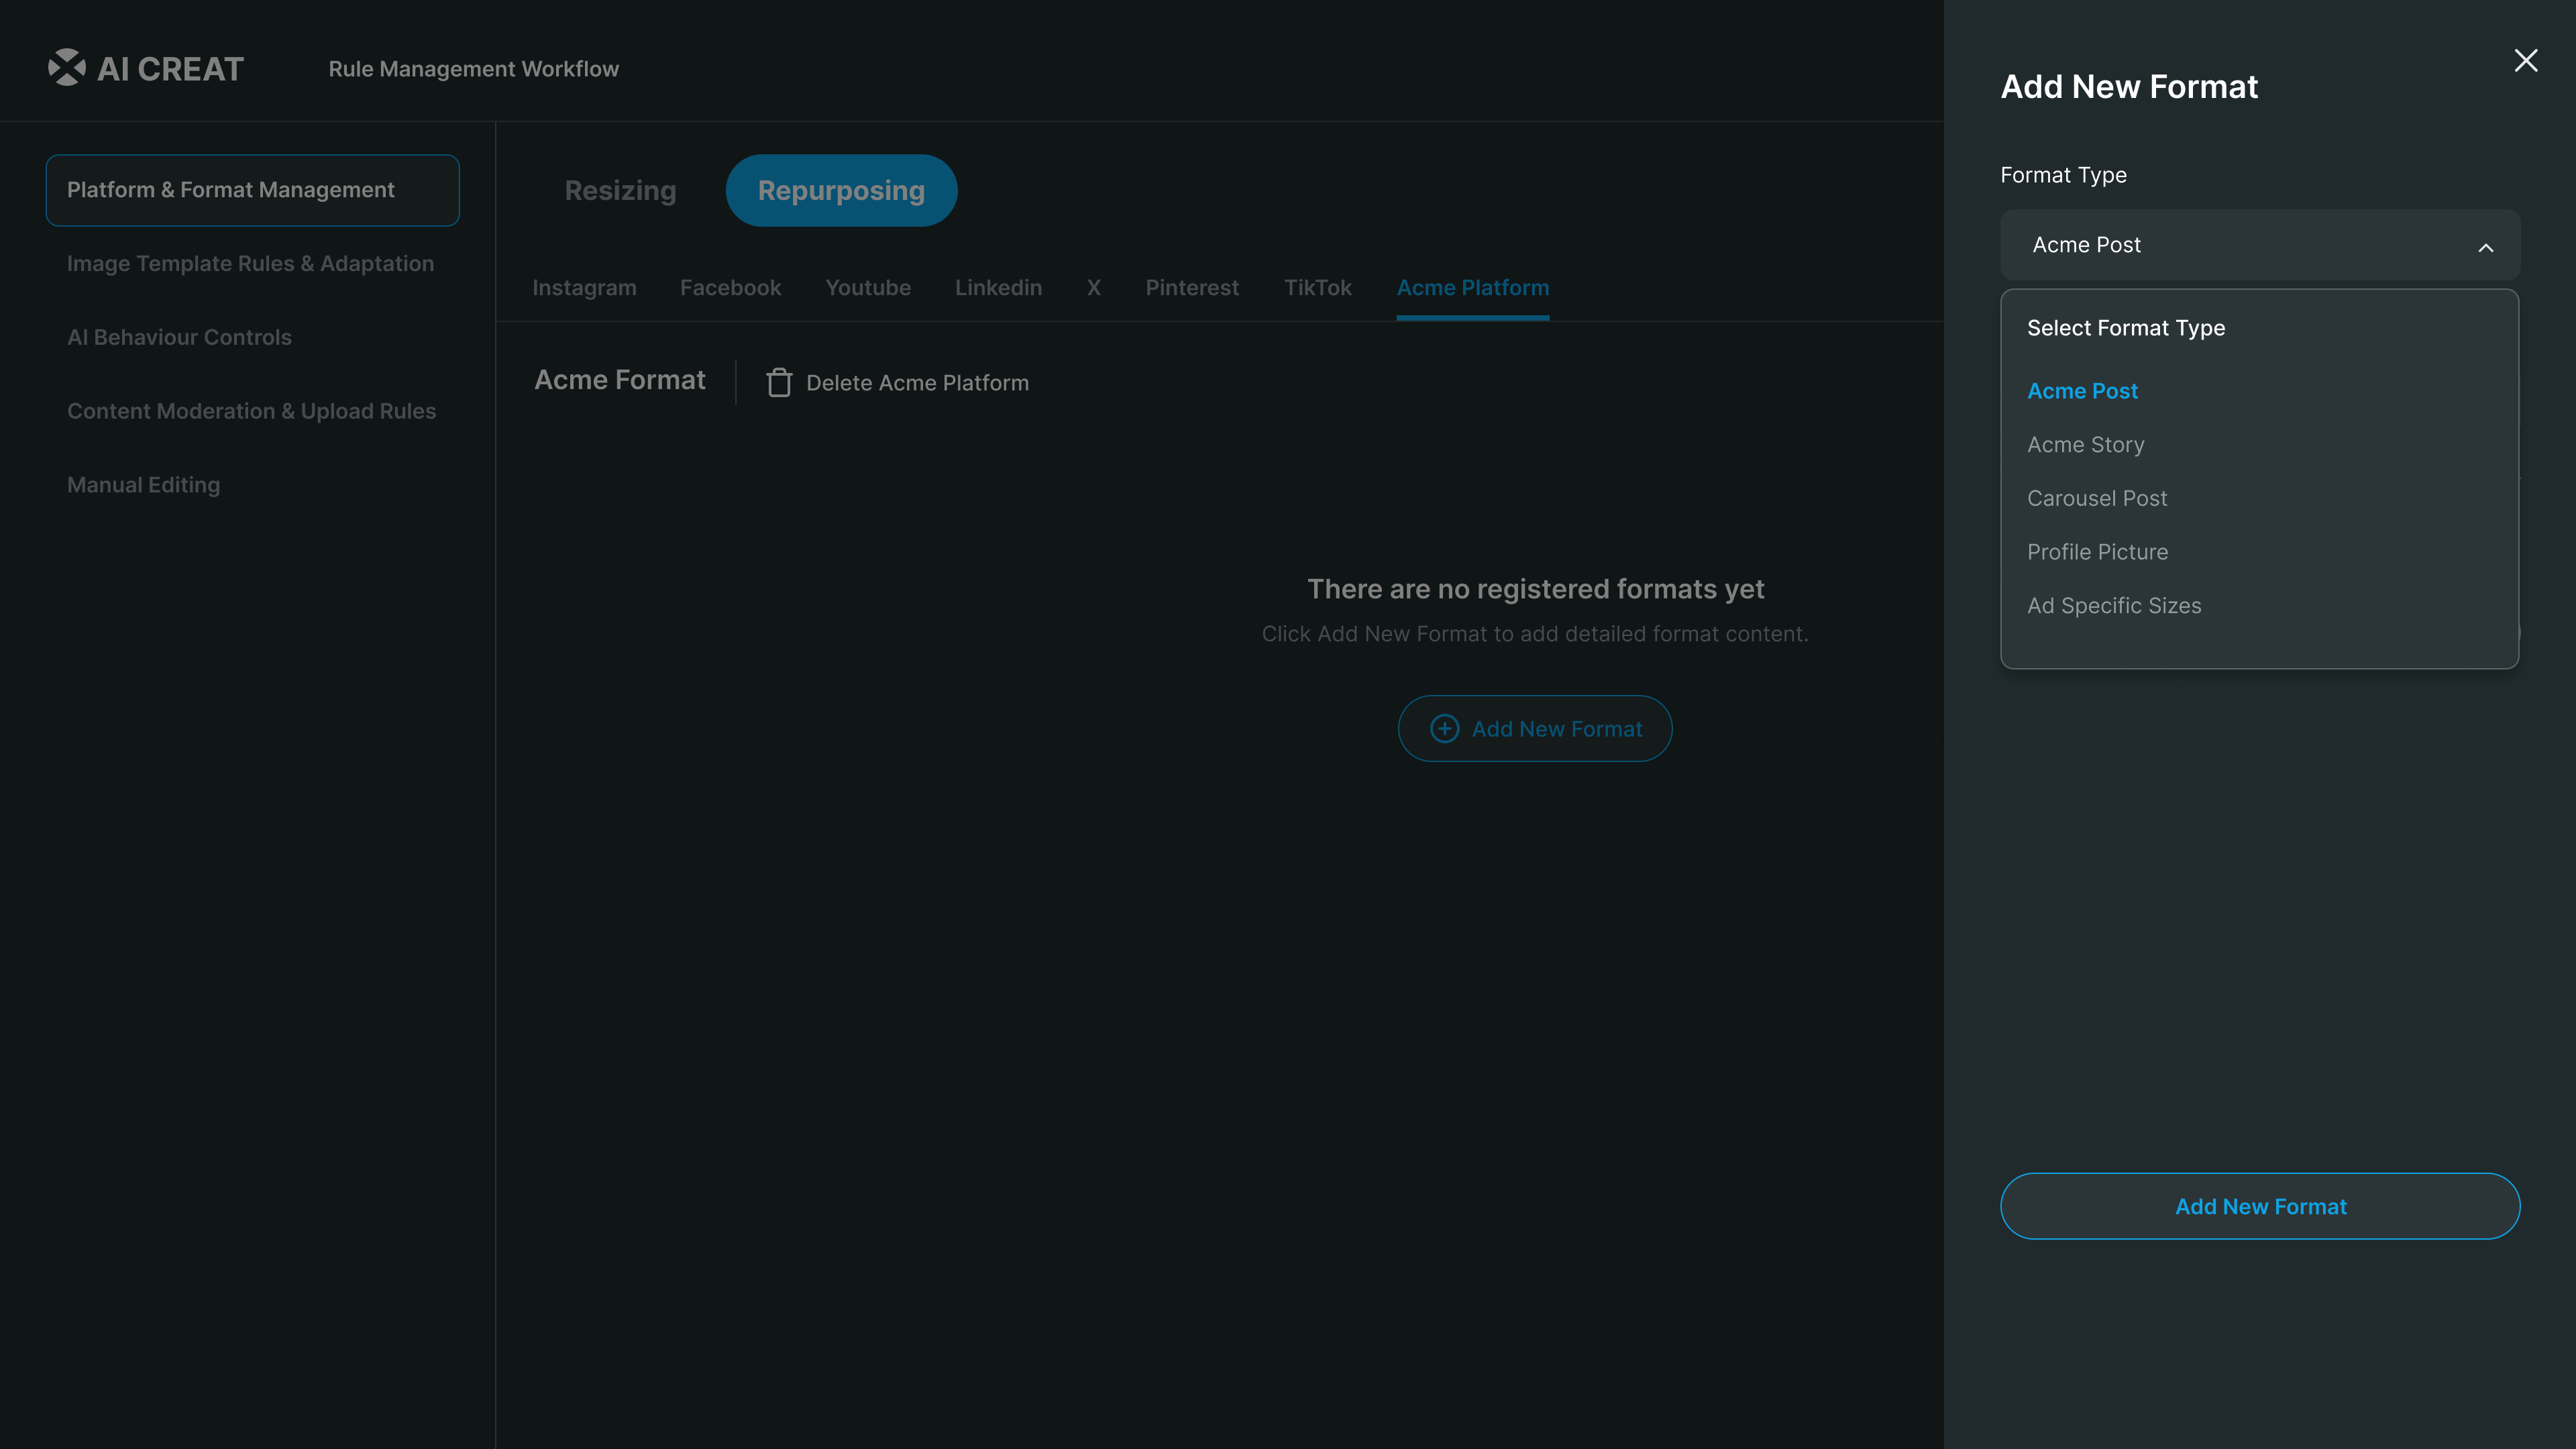 AI CREAT
Rule Management Workflow
Platform & Format Management
Image Template Rules & Adaptation
AI Behaviour Controls
Content Moderation & Upload Rules
Manual Editing
Resizing
Repurposing
Instagram
Facebook
Youtube
Linkedin
X
Pinterest
TikTok
Acme Platform
Acme Format
Delete Acme Platform
There are no registered formats yet
Click Add New Format to add detailed format content.
Add New Format
Add New Format
Format Type
Acme Post
Select Format Type
Acme Post
Acme Story
Carousel Post
Profile Picture
Ad Specific Sizes
Add New Format